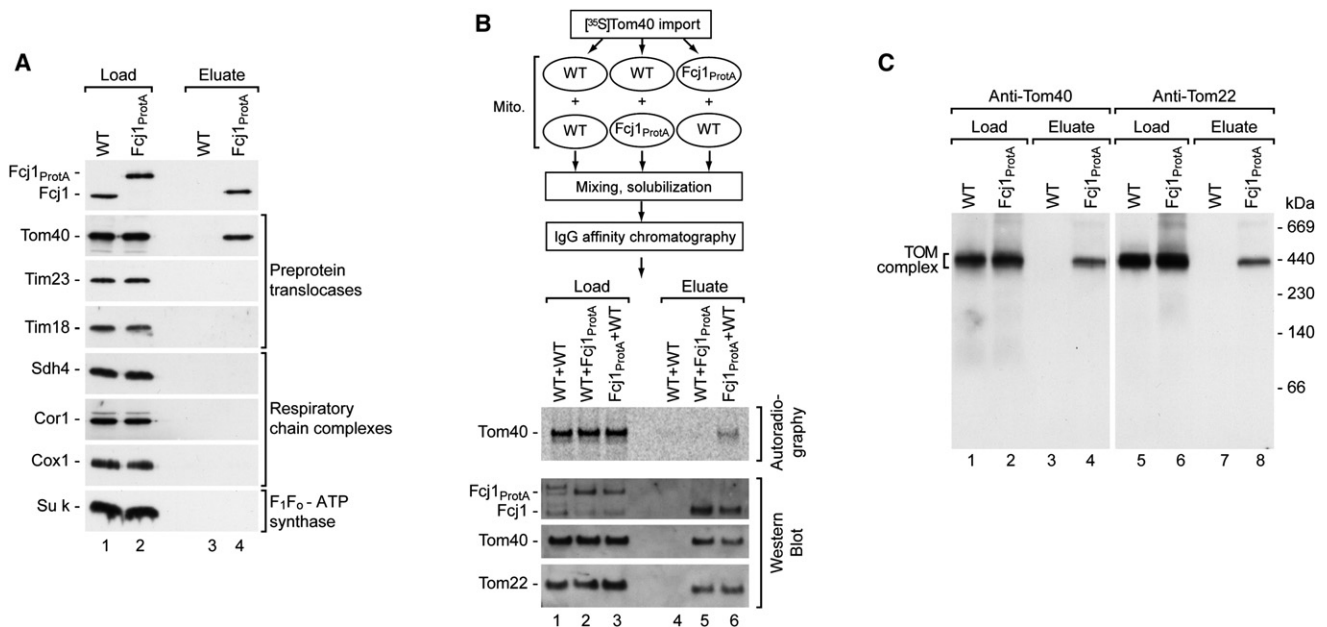 A
Load
Eluate
WT
Fcj1ProtA
WT
Fcj1ProtA
Fcj1ProtA -
Fcj1 -
Tom40 -
Tim23 -
Tim18 -
Preprotein
translocases
Sdh4 -
Cor1 -
Cox1 -
Respiratory
chain complexes
Su k -
F1Fo - ATP
synthase
1 2 3 4
B
[35S]Tom40 import
Mito.
WT WT Fcj1ProtA
+ + +
WT Fcj1ProtA WT
Mixing, solubilization
IgG affinity chromatography
Load
Eluate
WT+WT
WT+Fcj1ProtA
Fcj1ProtA+WT
WT+WT
WT+Fcj1ProtA
Fcj1ProtA+WT
Tom40 -
Autoradio-
graphy
Fcj1ProtA -
Fcj1 -
Tom40 -
Tom22 -
Western
Blot
1 2 3 4 5 6
C
Anti-Tom40
Anti-Tom22
Load
Eluate
Load
Eluate
WT
Fcj1ProtA
WT
Fcj1ProtA
WT
Fcj1ProtA
WT
Fcj1ProtA
kDa
TOM
complex
- 669
- 440
- 230
- 140
- 66
1 2 3 4 5 6 7 8